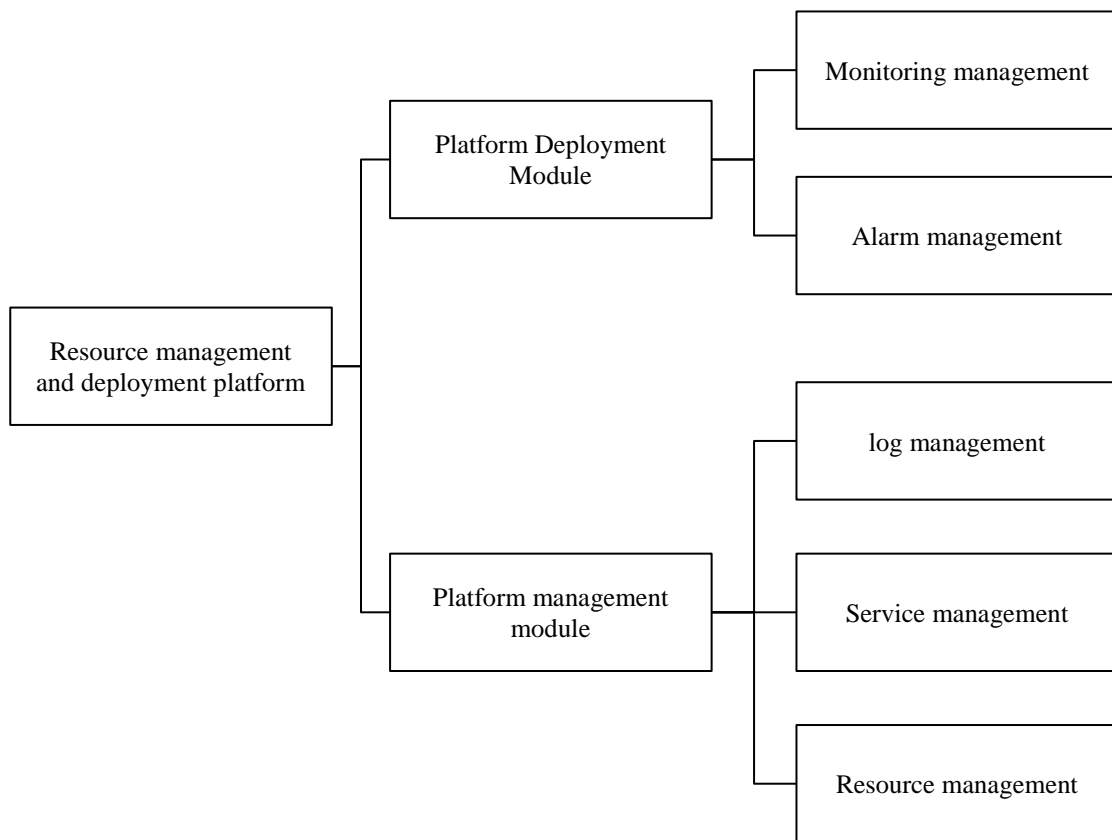 Monitoring management
Platform Deployment
Module
Alarm management
Resource management
and deployment platform
log management
Platform management
module
Service management
Resource management